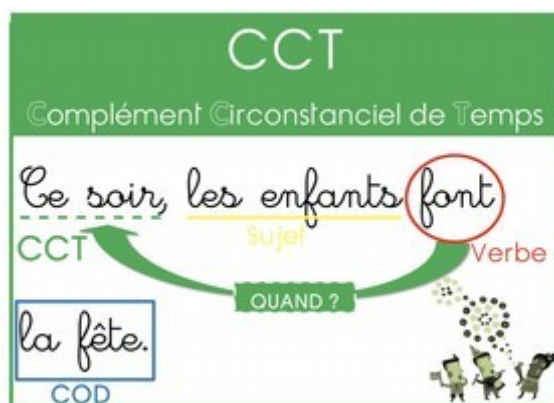 CCT
Complément Circonstanciel de Temps
Ce soir, les enfants font
CCT
Sujet
Verbe
QUAND ?
la fête.
COD